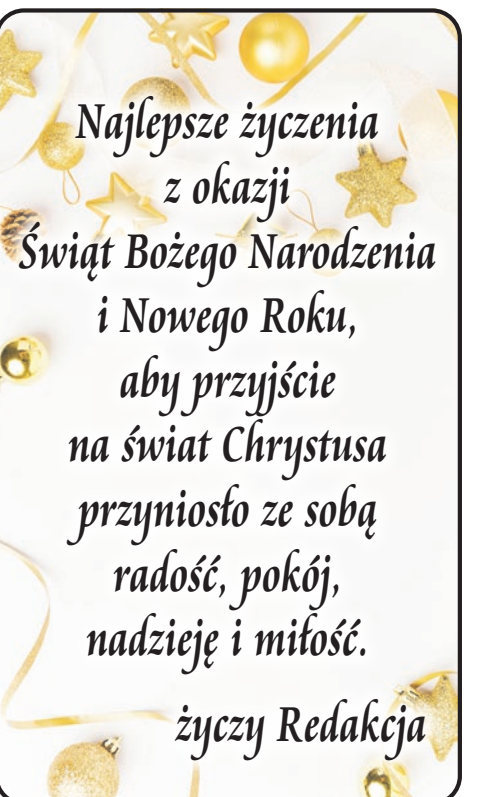 Najlepsze życzenia
z okazji
Świąt Bożego Narodzenia
i Nowego Roku,
aby przyjście
na świat Chrystusa
przyniosło ze sobą
radość, pokój,
nadzieję i miłość.
życzy Redakcja